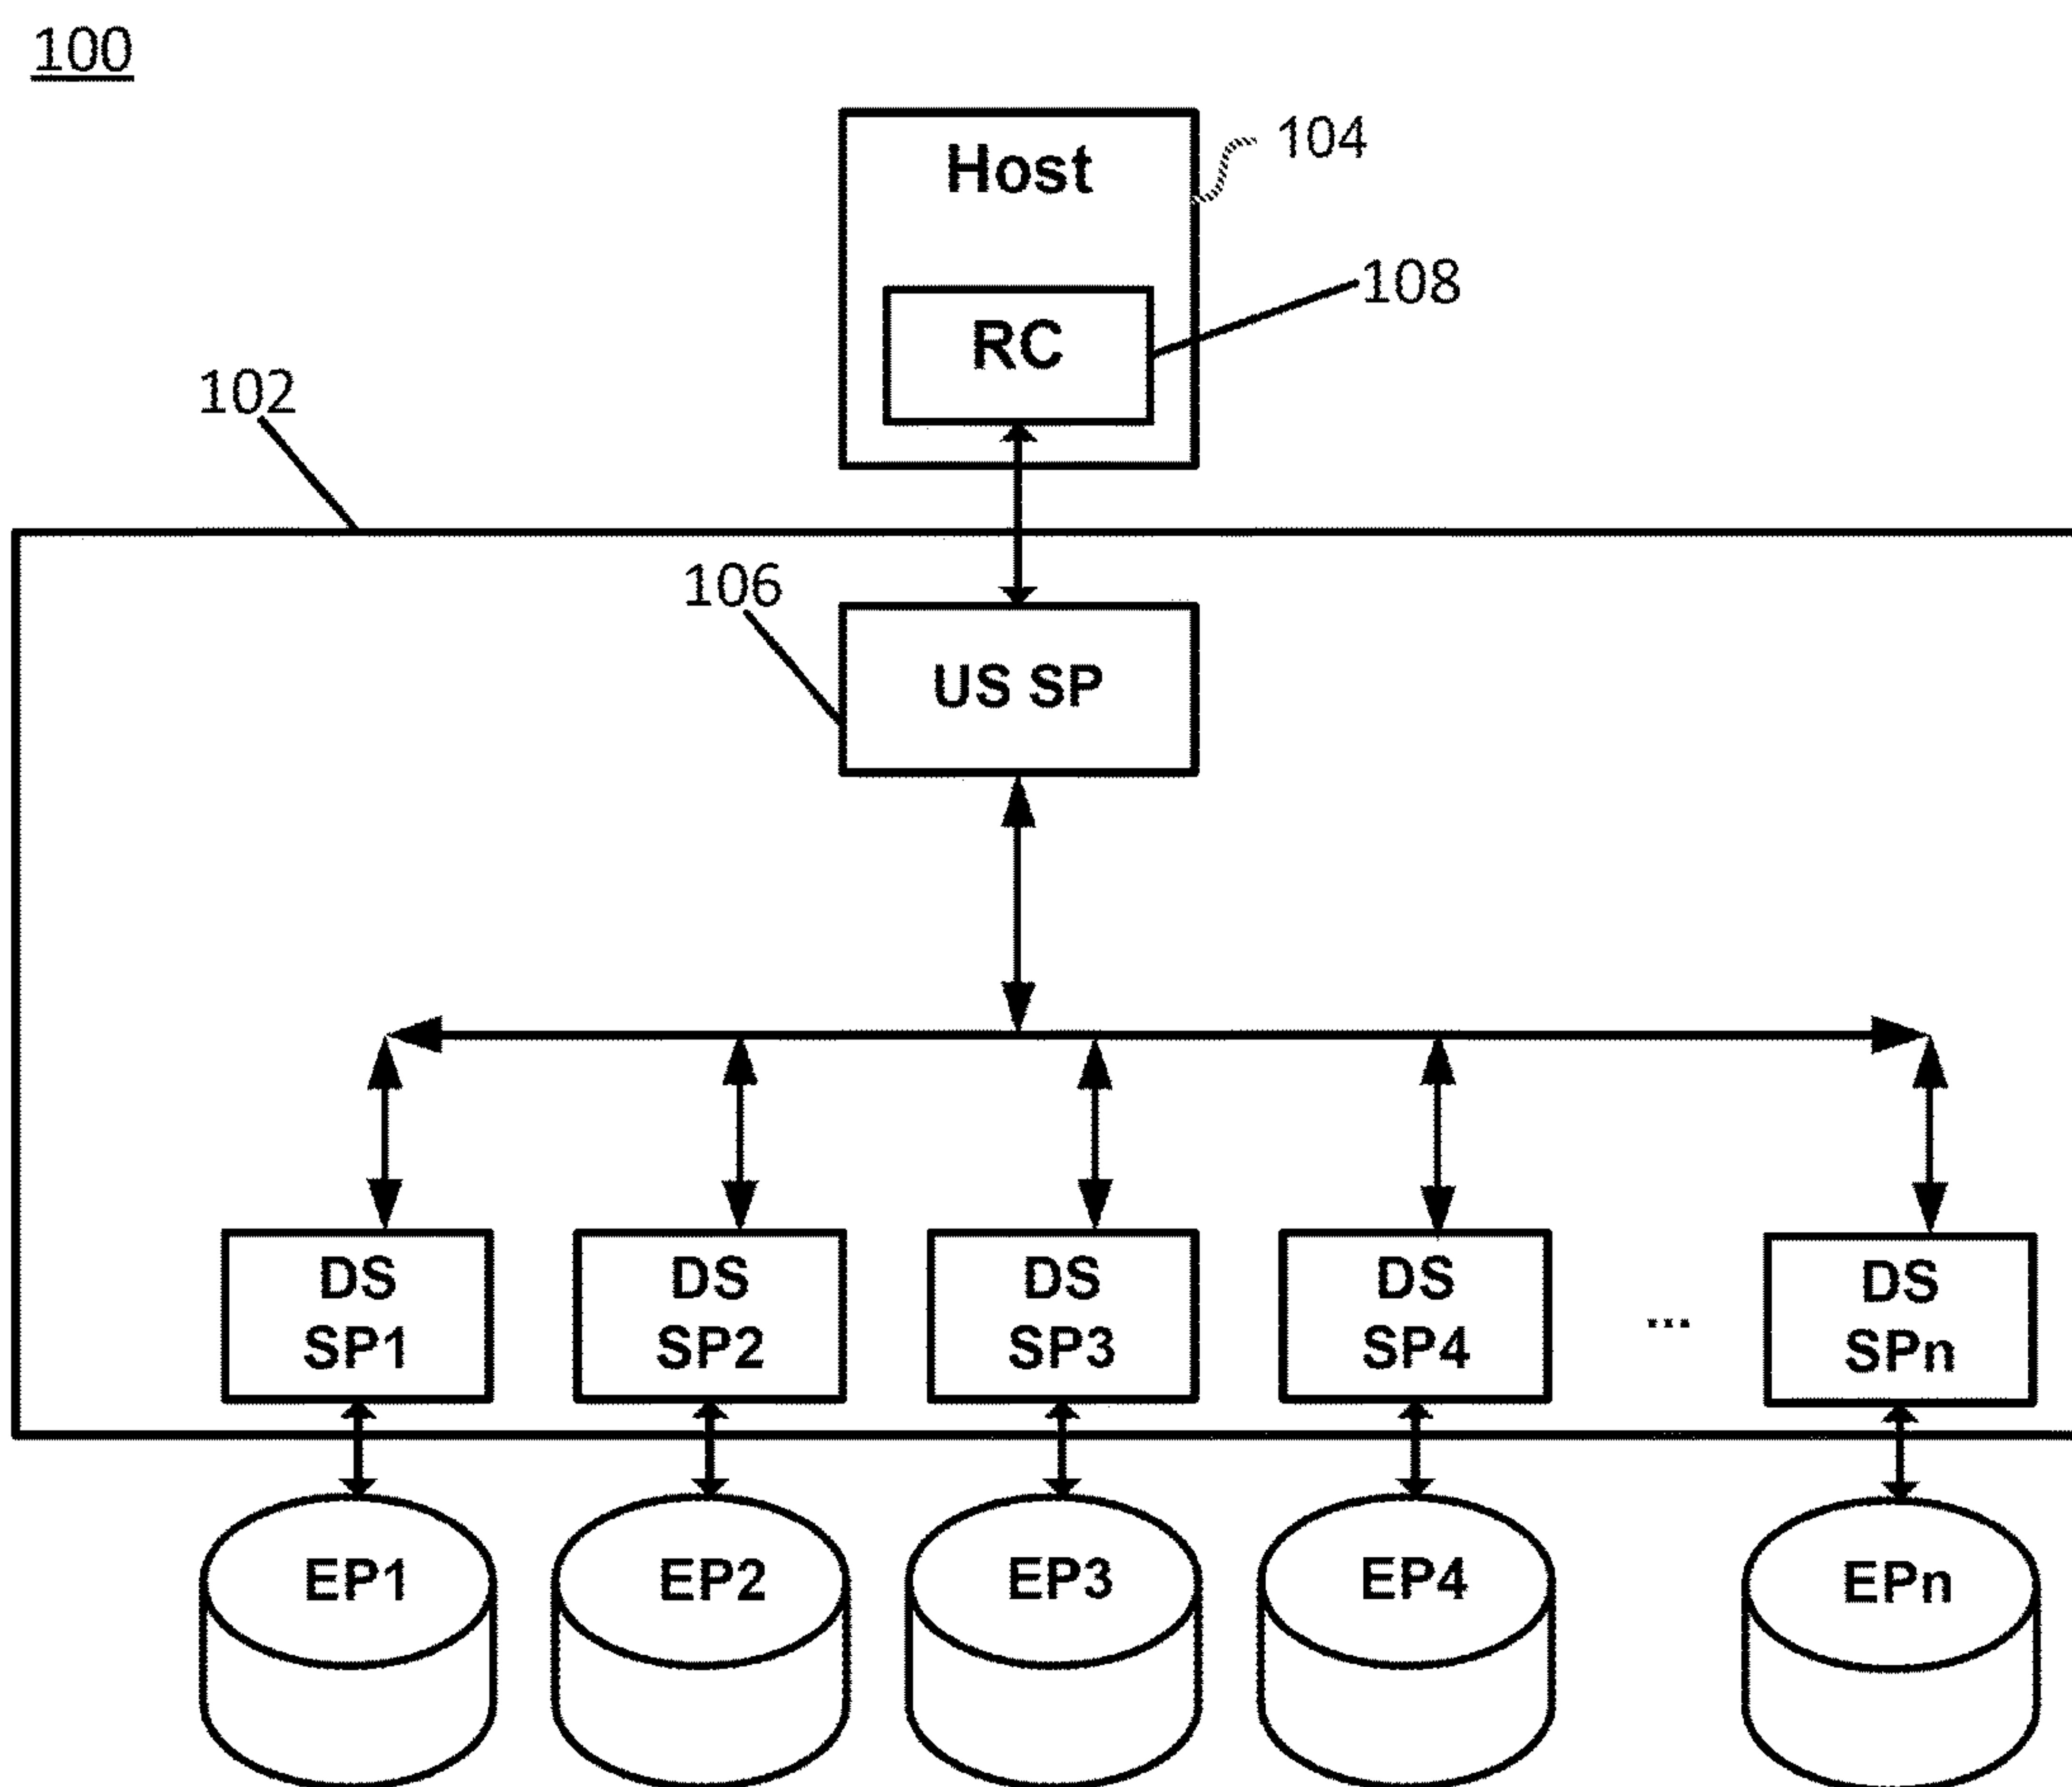 100
Host
104
RC
108
102
106
US SP
DS
SP1
DS
SP2
DS
SP3
DS
SP4
...
DS
SPn
EP1
EP2
EP3
EP4
EPn